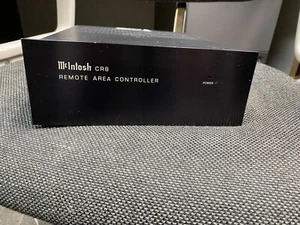 McIntosh CR8
REMOTE AREA CONTROLLER
POWER